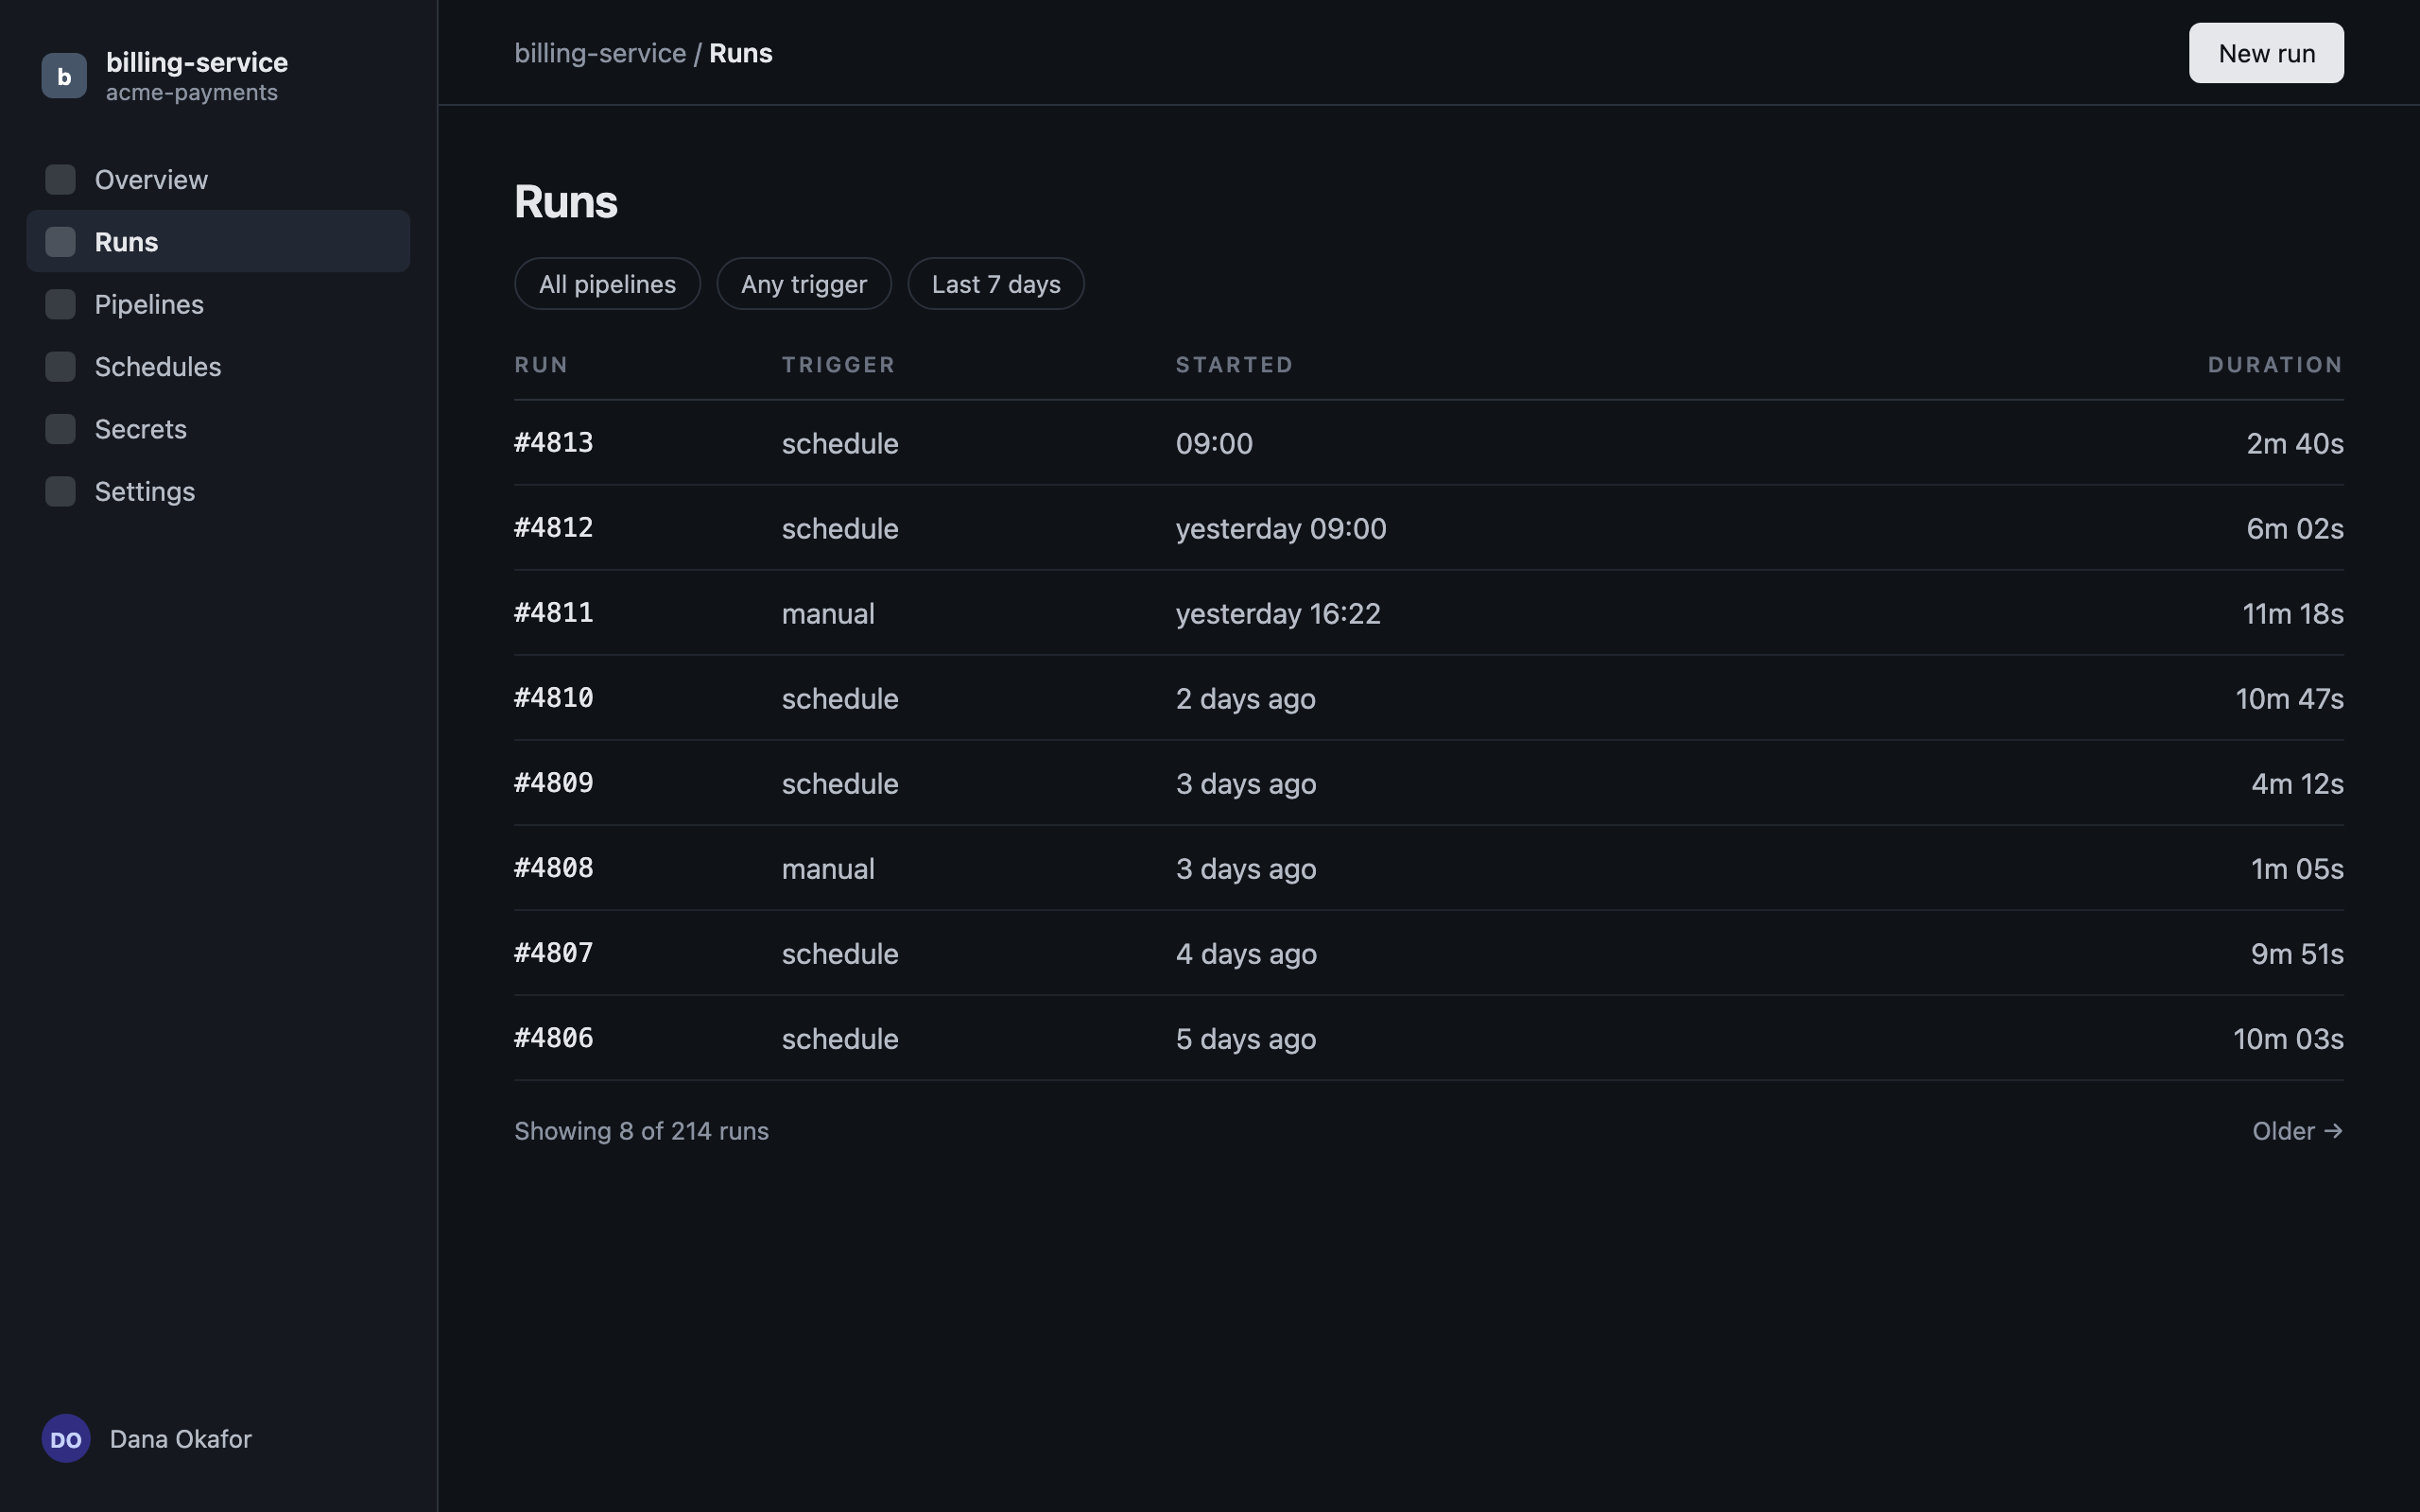 b
billing-service
acme-payments
Overview
Runs
Pipelines
Schedules
Secrets
Settings
DO
Dana Okafor
billing-service / Runs
New run
Runs
All pipelines
Any trigger
Last 7 days
RUN TRIGGER STARTED DURATION
#4813 schedule 09:00 2m 40s
#4812 schedule yesterday 09:00 6m 02s
#4811 manual yesterday 16:22 11m 18s
#4810 schedule 2 days ago 10m 47s
#4809 schedule 3 days ago 4m 12s
#4808 manual 3 days ago 1m 05s
#4807 schedule 4 days ago 9m 51s
#4806 schedule 5 days ago 10m 03s
Showing 8 of 214 runs
Older →